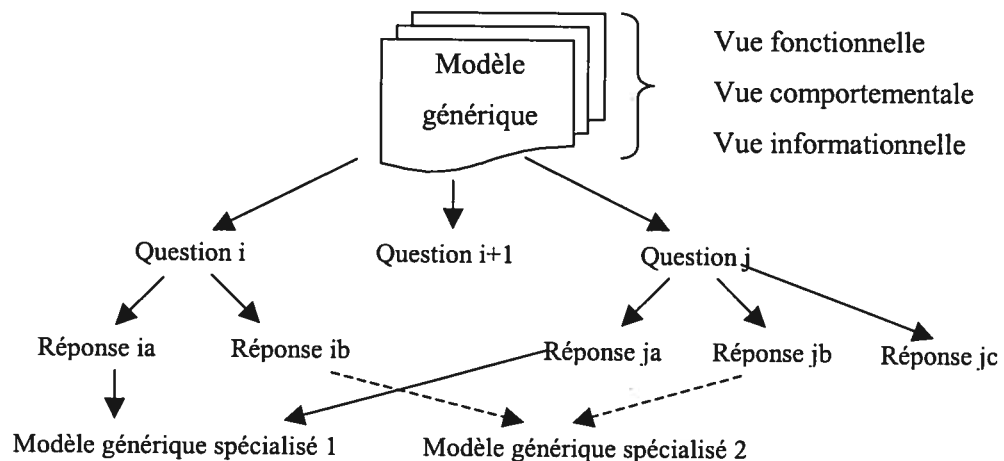 Modèle
générique
Vue fonctionnelle
Vue comportementale
Vue informationnelle
Question i
Question i+1
Question j
Réponse ia
Réponse ib
Réponse ja
Réponse jb
Réponse jc
Modèle générique spécialisé 1
Modèle générique spécialisé 2